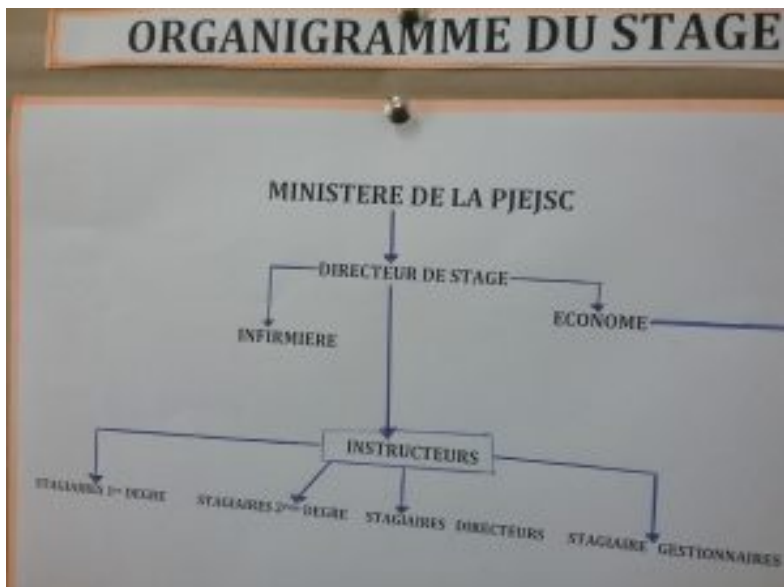 ORGANIGRAMME DU STAGE
MINISTERE DE LA PJEJSC
DIRECTEUR DE STAGE
INFIRMIERE
ECONOME
INSTRUCTEURS
STAGIAIRES 1er DEGRE
STAGIAIRES 2ème DEGRE
STAGIAIRES DIRECTEURS
STAGIAIRE GESTIONNAIRES